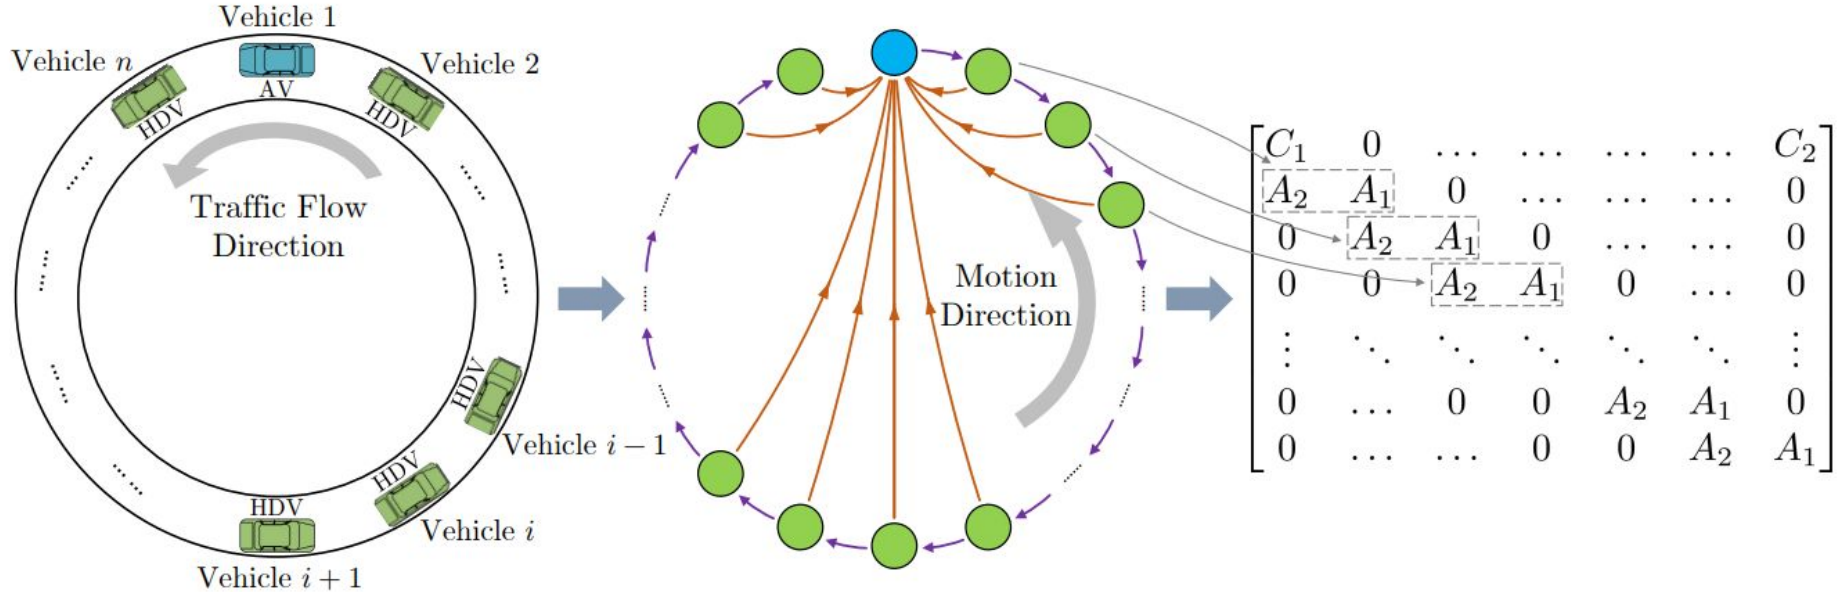 Vehicle 1
Vehicle n
Vehicle 2
AV
HDV
HDV
Traffic Flow
Direction
HDV
Vehicle i − 1
HDV
Vehicle i
HDV
Vehicle i + 1
Motion
Direction
C₁ 0 … … … … C₂
A₂ A₁ 0 … … … 0
0 A₂ A₁ 0 … … 0
0 0 A₂ A₁ 0 … 0
⋮ ⋱ ⋱ ⋱ ⋱ ⋱ ⋮
0 … 0 0 A₂ A₁ 0
0 … … 0 0 A₂ A₁